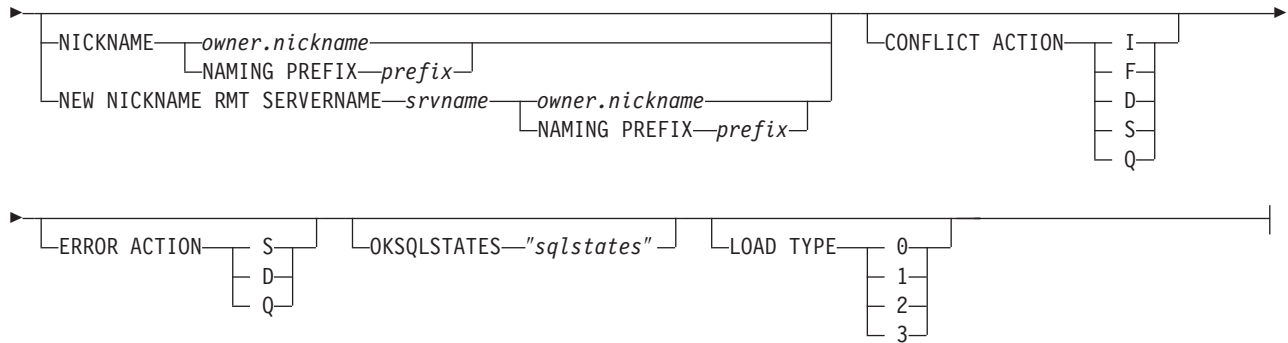 NICKNAME owner.nickname CONFLICT ACTION I
NAMING PREFIX prefix F
NEW NICKNAME RMT SERVERNAME srvname owner.nickname D
NAMING PREFIX prefix S
Q
ERROR ACTION S OKSQLSTATES "sqlstates" LOAD TYPE 0
D 1
Q 2
3